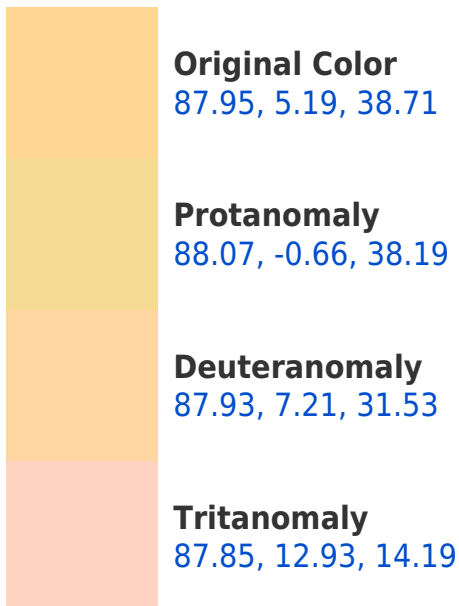 Original Color
87.95, 5.19, 38.71
Protanomaly
88.07, -0.66, 38.19
Deuteranomaly
87.93, 7.21, 31.53
Tritanomaly
87.85, 12.93, 14.19